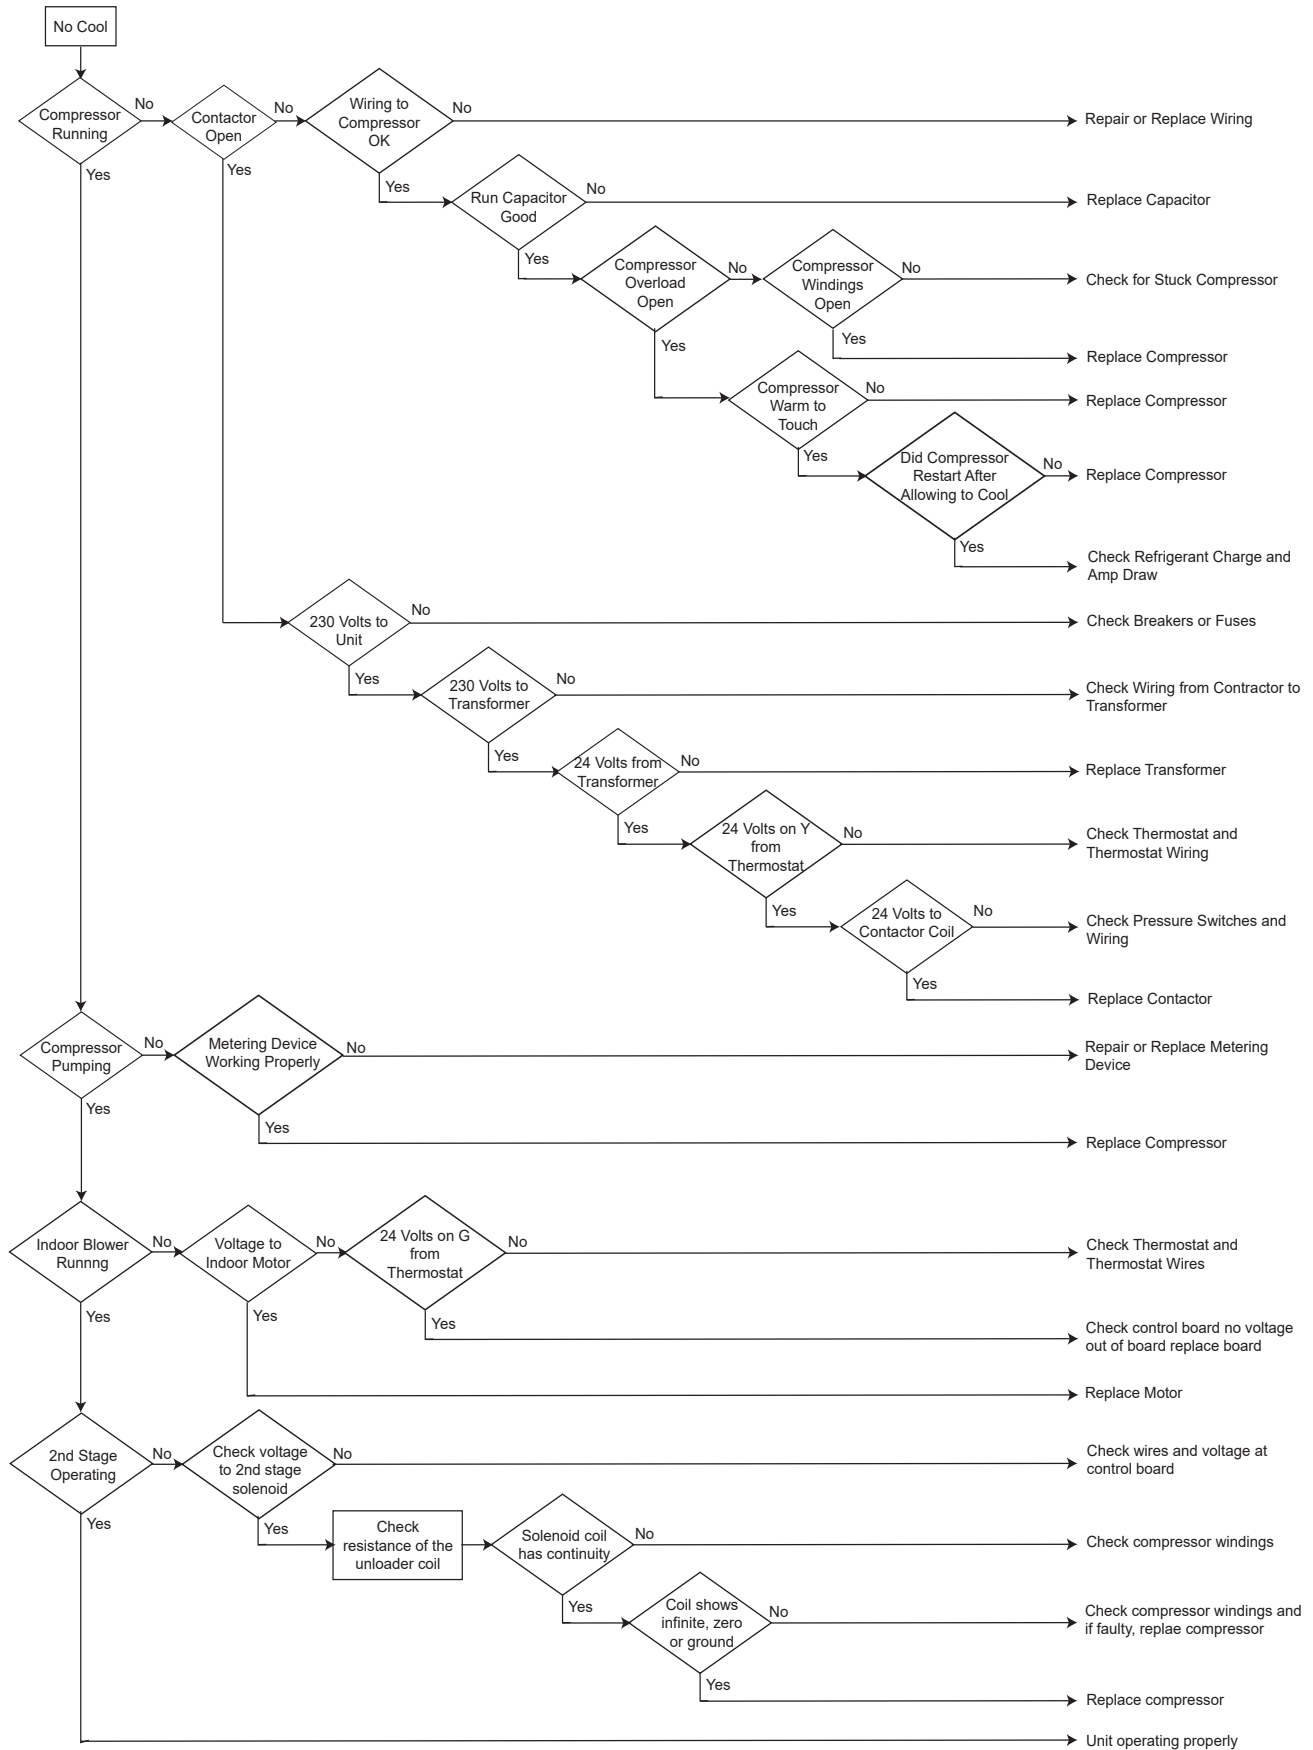 No Cool
Compressor
Running
No
Yes
Contactor
Open
No
Yes
Wiring to
Compressor
OK
No
Yes
Repair or Replace Wiring
Run Capacitor
Good
No
Yes
Replace Capacitor
Compressor
Overload
Open
No
Yes
Compressor
Windings
Open
No
Yes
Check for Stuck Compressor
Replace Compressor
Compressor
Warm to
Touch
No
Yes
Replace Compressor
Did Compressor
Restart After
Allowing to Cool
No
Yes
Replace Compressor
Check Refrigerant Charge and
Amp Draw
230 Volts to
Unit
No
Yes
Check Breakers or Fuses
230 Volts to
Transformer
No
Yes
Check Wiring from Contractor to
Transformer
24 Volts from
Transformer
No
Yes
Replace Transformer
24 Volts on Y
from
Thermostat
No
Yes
Check Thermostat and
Thermostat Wiring
24 Volts to
Contactor Coil
No
Yes
Check Pressure Switches and
Wiring
Replace Contactor
Compressor
Pumping
No
Yes
Metering Device
Working Properly
No
Yes
Repair or Replace Metering
Device
Replace Compressor
Indoor Blower
Runnng
No
Yes
Voltage to
Indoor Motor
No
Yes
24 Volts on G
from
Thermostat
No
Yes
Check Thermostat and
Thermostat Wires
Check control board no voltage
out of board replace board
Replace Motor
2nd Stage
Operating
No
Yes
Check voltage
to 2nd stage
solenoid
No
Yes
Check wires and voltage at
control board
Check
resistance of the
unloader coil
Solenoid coil
has continuity
No
Yes
Check compressor windings
Coil shows
infinite, zero
or ground
No
Yes
Check compressor windings and
if faulty, replae compressor
Replace compressor
Unit operating properly